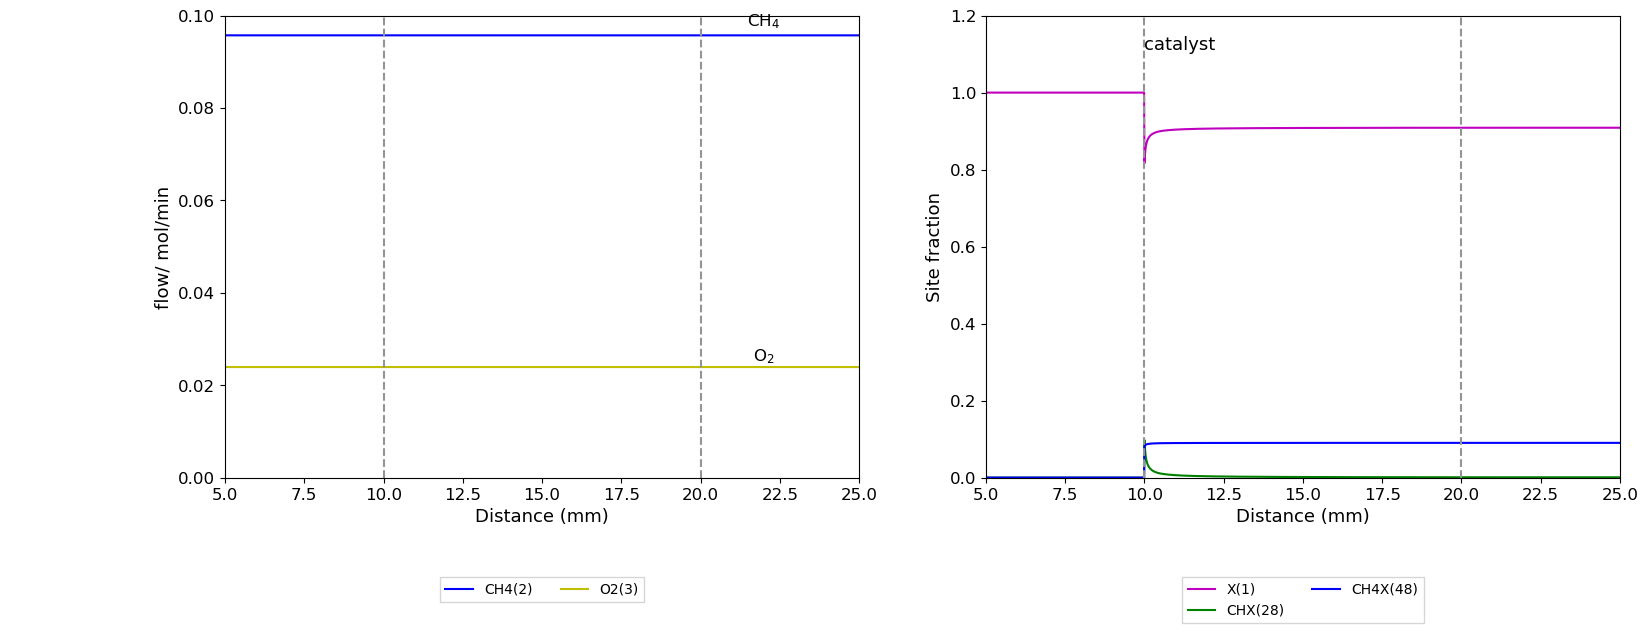 0.10
0.08
0.06
0.04
0.02
0.00
flow/ mol/min
CH₄
O₂
5.0 7.5 10.0 12.5 15.0 17.5 20.0 22.5 25.0
Distance (mm)
CH4(2) O2(3)
1.2
1.0
0.8
0.6
0.4
0.2
0.0
Site fraction
catalyst
5.0 7.5 10.0 12.5 15.0 17.5 20.0 22.5 25.0
Distance (mm)
X(1) CH4X(48)
CHX(28)